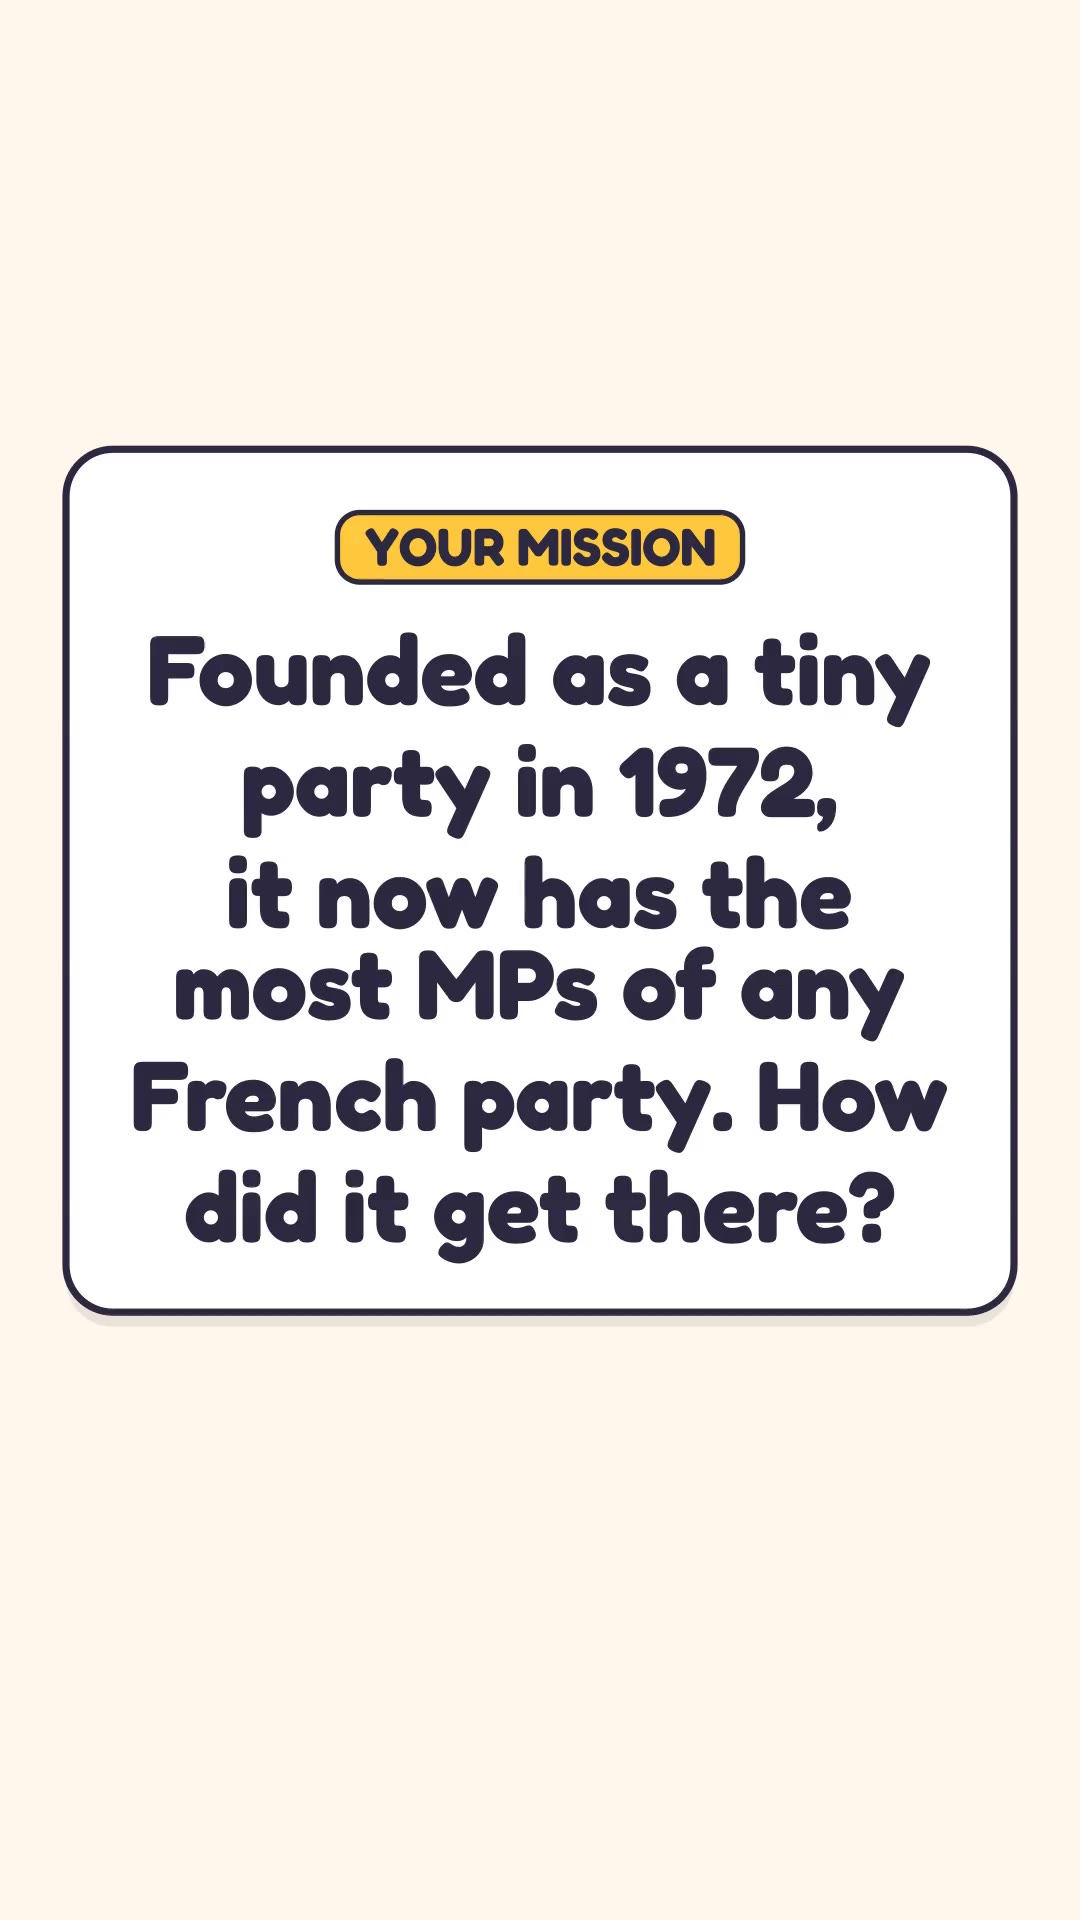 YOUR MISSION
Founded as a tiny
party in 1972,
it now has the
most MPs of any
French party. How
did it get there?